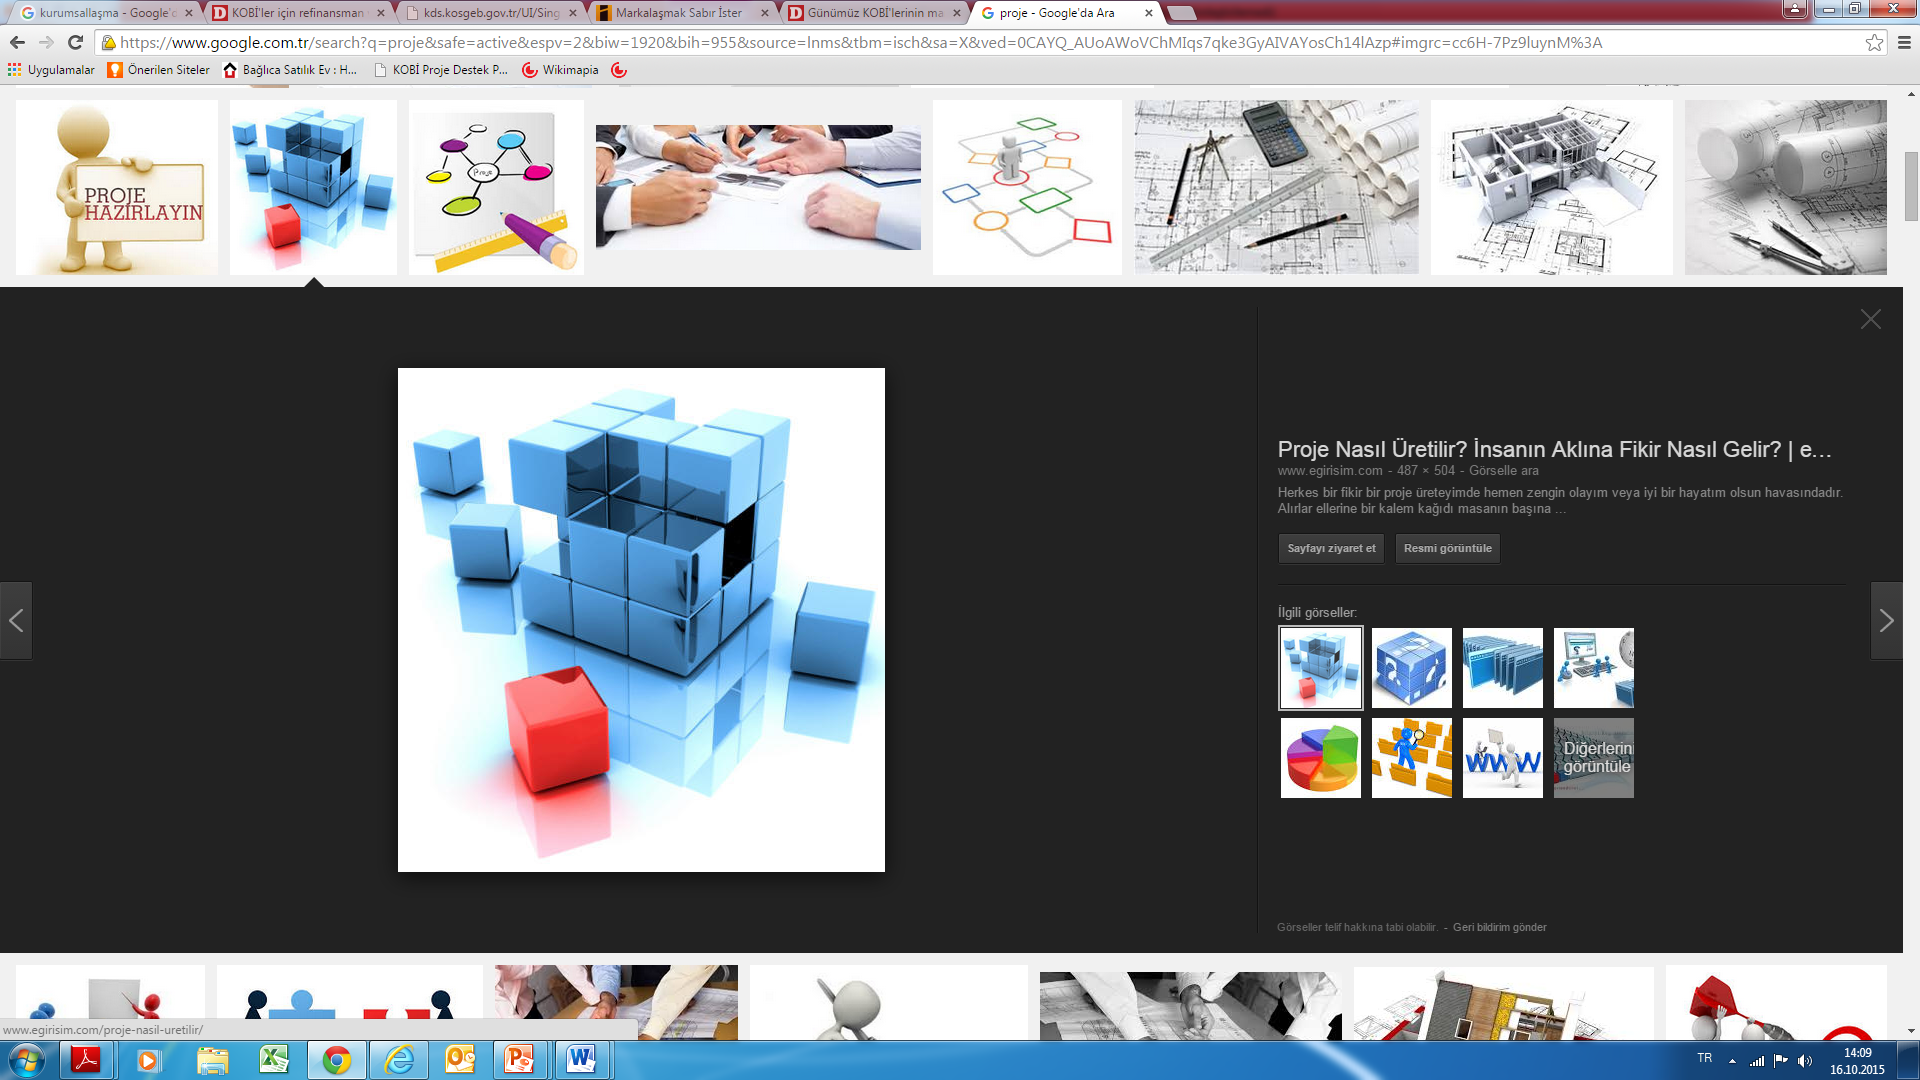 kurumsallaşma - Google'd
KOBİ'ler için refinansman
kds.kosgeb.gov.tr/UI/Sing
Markalaşmak Sabır İster
Günümüz KOBİ'lerinin ma
proje - Google'da Ara
https://www.google.com.tr/search?q=proje&safe=active&espv=2&biw=1920&bih=955&source=lnms&tbm=isch&sa=X&ved=0CAYQ_AUoAWoVChMIqs7qke3GyAIVAYosCh14lAzp#imgrc=cc6H-7Pz9luynM%3A
Uygulamalar
Önerilen Siteler
Bağlıca Satılık Ev : H...
KOBİ Proje Destek P...
Wikimapia
PROJE
HAZIRLAYIN
Proje
Proje Nasıl Üretilir? İnsanın Aklına Fikir Nasıl Gelir? | e...
www.egirisim.com - 487 × 504 - Görselle ara
Herkes bir fikir bir proje üreteyimde hemen zengin olayım veya iyi bir hayatım olsun havasındadır.
Alırlar ellerine bir kalem kağıdı masanın başına ...
Sayfayı ziyaret et
Resmi görüntüle
İlgili görseller:
WWW
Diğerlerin
görüntüle
Görseller telif hakkına tabi olabilir. - Geri bildirim gönder
www.egirisim.com/proje-nasil-uretilir/
TR
14:09
16.10.2015